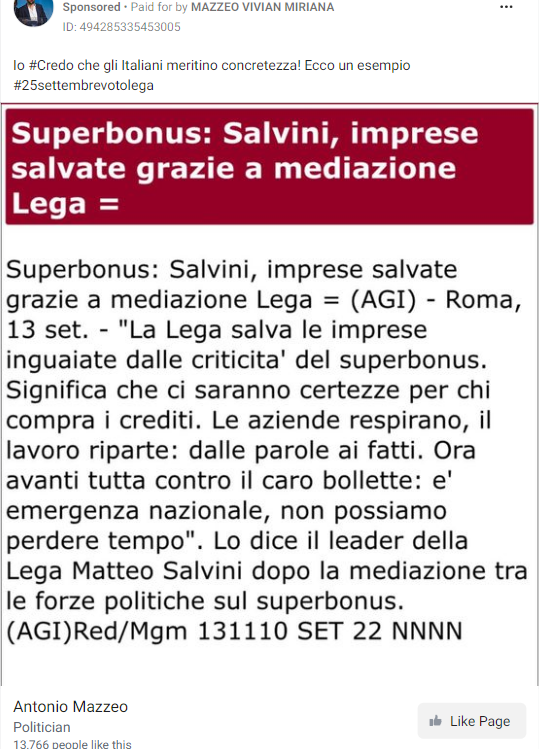 Sponsored • Paid for by MAZZEO VIVIAN MIRIANA
ID: 494285335453005
Io #Credo che gli Italiani meritino concretezza! Ecco un esempio
#25settembrevotolega
Superbonus: Salvini, imprese
salvate grazie a mediazione
Lega =
Superbonus: Salvini, imprese salvate
grazie a mediazione Lega = (AGI) - Roma,
13 set. - "La Lega salva le imprese
inguaiate dalle criticita' del superbonus.
Significa che ci saranno certezze per chi
compra i crediti. Le aziende respirano, il
lavoro riparte: dalle parole ai fatti. Ora
avanti tutta contro il caro bollette: e'
emergenza nazionale, non possiamo
perdere tempo". Lo dice il leader della
Lega Matteo Salvini dopo la mediazione tra
le forze politiche sul superbonus.
(AGI)Red/Mgm 131110 SET 22 NNNN
Antonio Mazzeo
Politician
13,766 people like this
Like Page